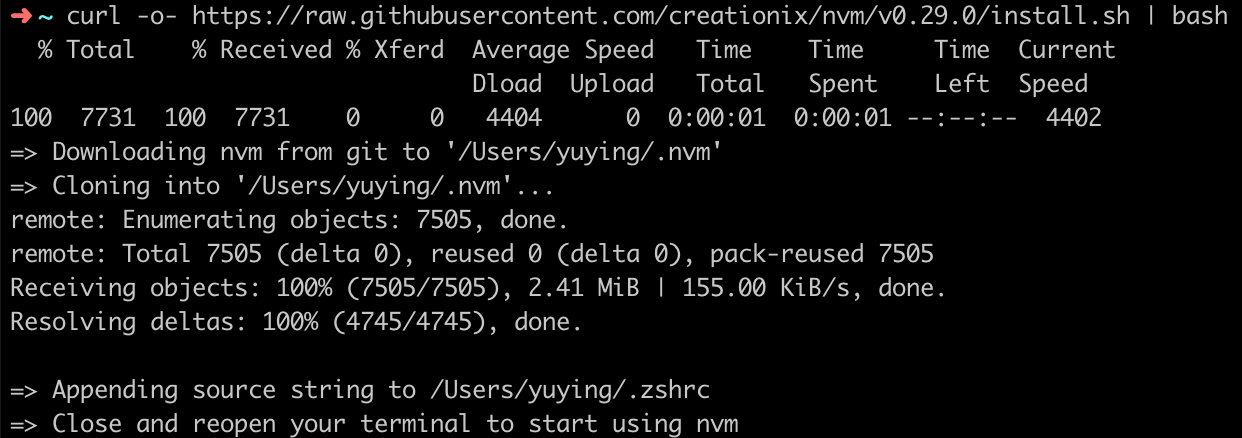 ➜ ~ curl -o- https://raw.githubusercontent.com/creationix/nvm/v0.29.0/install.sh | bash
  % Total    % Received % Xferd  Average Speed   Time    Time     Time  Current
                                 Dload  Upload   Total   Spent    Left  Speed
100  7731  100  7731    0     0   4404      0  0:00:01  0:00:01 --:--:--  4402
=> Downloading nvm from git to '/Users/yuying/.nvm'
=> Cloning into '/Users/yuying/.nvm'...
remote: Enumerating objects: 7505, done.
remote: Total 7505 (delta 0), reused 0 (delta 0), pack-reused 7505
Receiving objects: 100% (7505/7505), 2.41 MiB | 155.00 KiB/s, done.
Resolving deltas: 100% (4745/4745), done.

=> Appending source string to /Users/yuying/.zshrc
=> Close and reopen your terminal to start using nvm